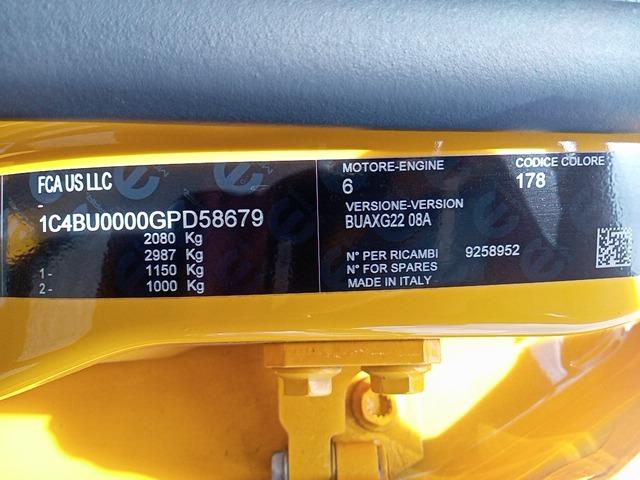 FCA US LLC
-
1C4BU0000GPD58679
2080 Kg
2987 Kg
1- 1150 Kg
2- 1000 Kg
MOTORE-ENGINE
6
CODICE COLORE
178
VERSIONE-VERSION
BUAXG22 08A
N° PER RICAMBI 9258952
N° FOR SPARES
MADE IN ITALY